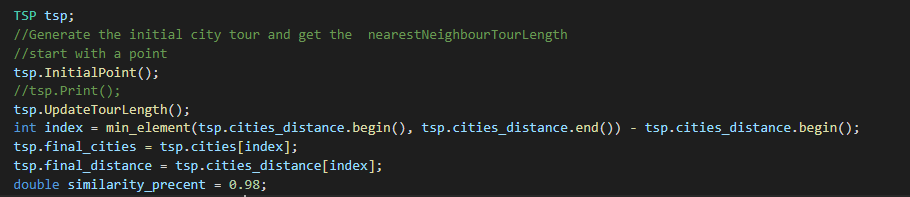 TSP tsp;
//Generate the initial city tour and get the  nearestNeighbourTourLength
//start with a point
tsp.InitialPoint();
//tsp.Print();
tsp.UpdateTourLength();
int index = min_element(tsp.cities_distance.begin(), tsp.cities_distance.end()) - tsp.cities_distance.begin();
tsp.final_cities = tsp.cities[index];
tsp.final_distance = tsp.cities_distance[index];
double similarity_precent = 0.98;